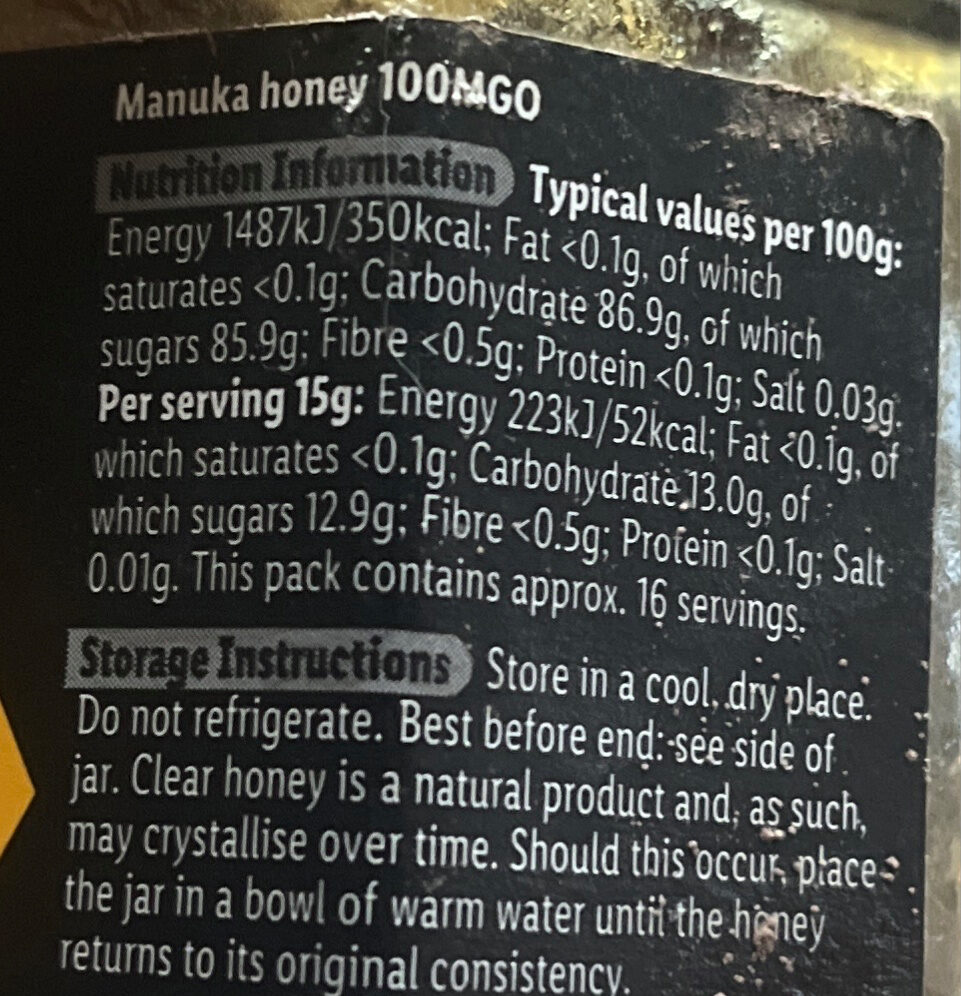 Manuka honey 100MGO
Nutrition Information Typical values per 100g:
Energy 1487kJ/350kcal; Fat <0.1g, of which
saturates <0.1g; Carbohydrate 86.9g, of which
sugars 85.9g; Fibre <0.5g; Protein <0.1g; Salt 0.03g.
Per serving 15g: Energy 223kJ/52kcal; Fat <0.1g, of
which saturates <0.1g; Carbohydrate 13.0g, of
which sugars 12.9g; Fibre <0.5g; Protein <0.1g; Salt
0.01g. This pack contains approx. 16 servings.
Storage Instructions Store in a cool, dry place.
Do not refrigerate. Best before end: see side of
jar. Clear honey is a natural product and, as such,
may crystallise over time. Should this occur, place
the jar in a bowl of warm water until the honey
returns to its original consistency.